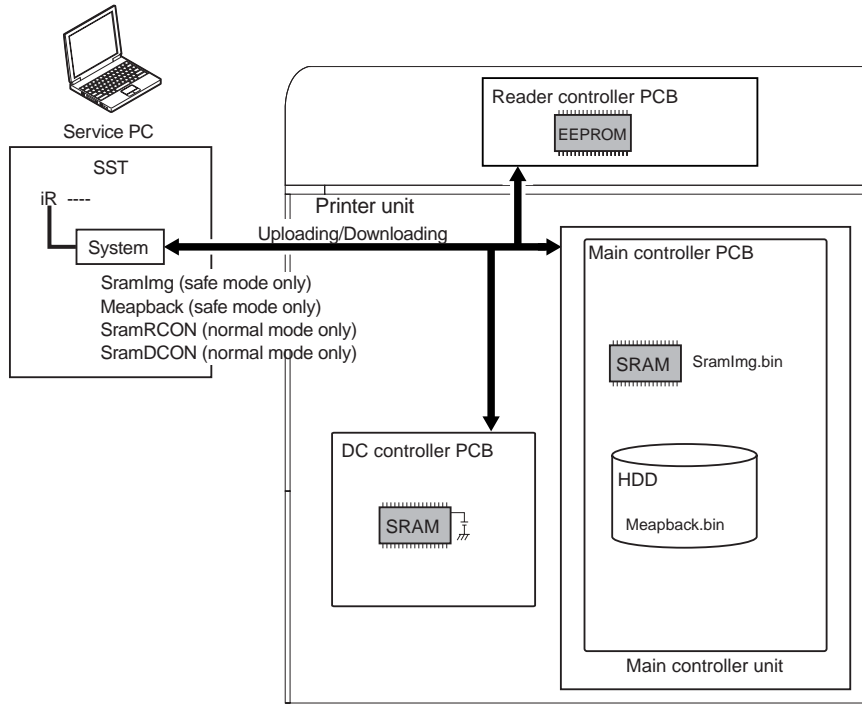 Service PC
SST
iR ----
System
Uploading/Downloading
SramImg (safe mode only)
Meapback (safe mode only)
SramRCON (normal mode only)
SramDCON (normal mode only)
Reader controller PCB
EEPROM
Printer unit
Main controller PCB
SRAM
SramImg.bin
HDD
Meapback.bin
Main controller unit
DC controller PCB
SRAM